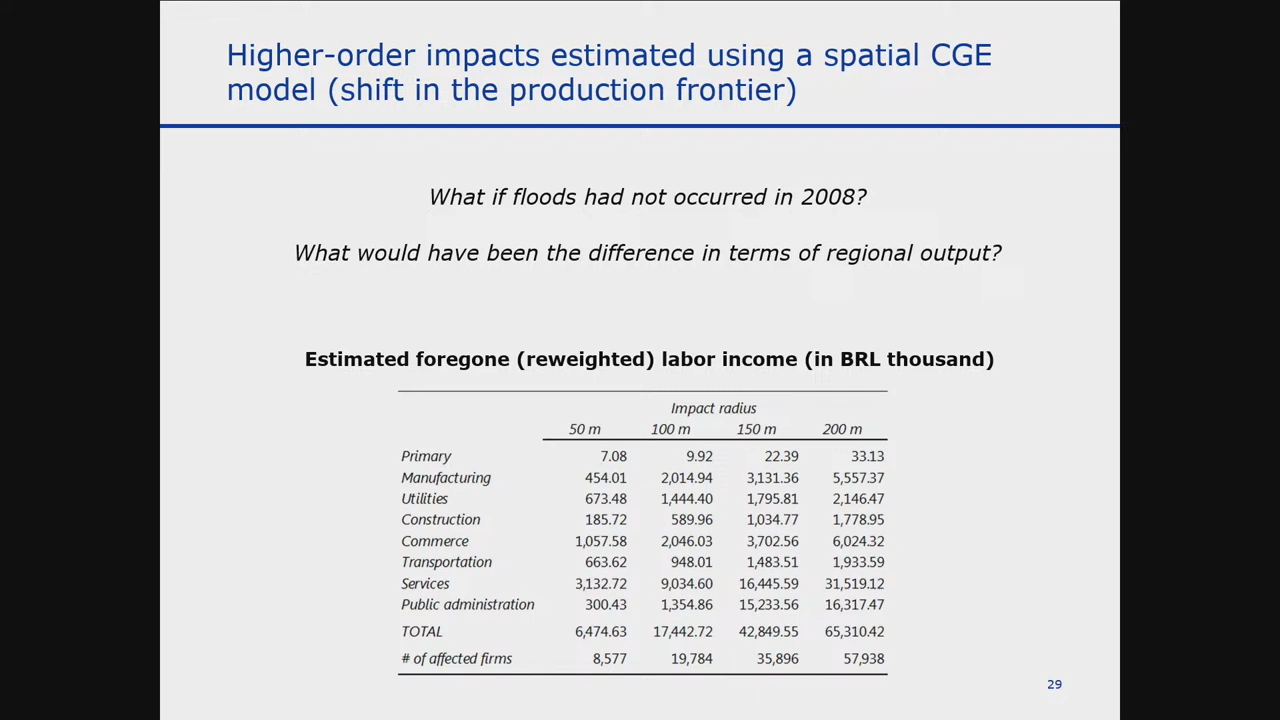 Higher-order impacts estimated using a spatial CGE
model (shift in the production frontier)
What if floods had not occurred in 2008?
What would have been the difference in terms of regional output?
Estimated foregone (reweighted) labor income (in BRL thousand)
Impact radius
50 m 100 m 150 m 200 m
Primary 7.08 9.92 22.39 33.13
Manufacturing 454.01 2,014.94 3,131.36 5,557.37
Utilities 673.48 1,444.40 1,795.81 2,146.47
Construction 185.72 589.96 1,034.77 1,778.95
Commerce 1,057.58 2,046.03 3,702.56 6,024.32
Transportation 663.62 948.01 1,483.51 1,933.59
Services 3,132.72 9,034.60 16,445.59 31,519.12
Public administration 300.43 1,354.86 15,233.56 16,317.47
TOTAL 6,474.63 17,442.72 42,849.55 65,310.42
# of affected firms 8,577 19,784 35,896 57,938
29